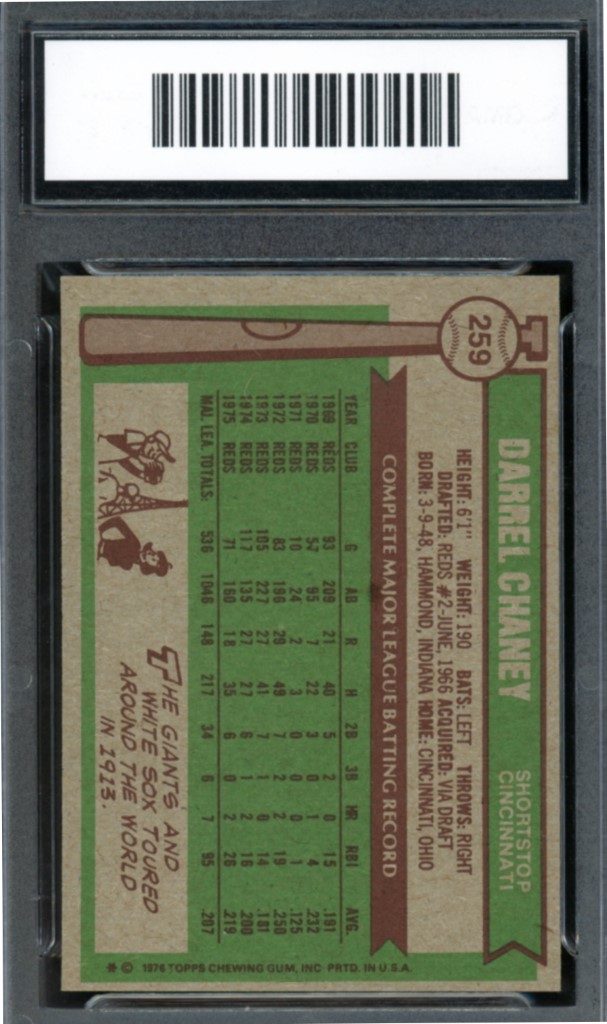 259
DARREL CHANEY
SHORTSTOP
CINCINNATI
HEIGHT: 6'1" WEIGHT: 190 BATS: LEFT THROWS: RIGHT
DRAFTED: REDS #2-JUNE, 1966 ACQUIRED: VIA DRAFT
BORN: 3-9-48, HAMMOND, INDIANA HOME: CINCINNATI, OHIO
COMPLETE MAJOR LEAGUE BATTING RECORD
YEAR CLUB G AB R H 2B 3B HR RBI AVG.
1969 REDS 93 209 21 40 5 2 0 15 .191
1970 REDS 57 95 7 22 3 0 1 4 .232
1971 REDS 10 24 2 3 0 0 0 1 .125
1972 REDS 83 196 29 49 7 2 2 19 .250
1973 REDS 105 227 27 41 7 1 0 14 .181
1974 REDS 117 135 27 27 6 1 2 16 .200
1975 REDS 71 160 18 35 6 0 2 26 .219
MAJ. LEA. TOTALS: 536 1046 148 217 34 6 7 95 .207
THE GIANTS AND
WHITE SOX TOURED
AROUND THE WORLD
IN 1913.
* © 1976 TOPPS CHEWING GUM, INC. PRTD. IN U.S.A.